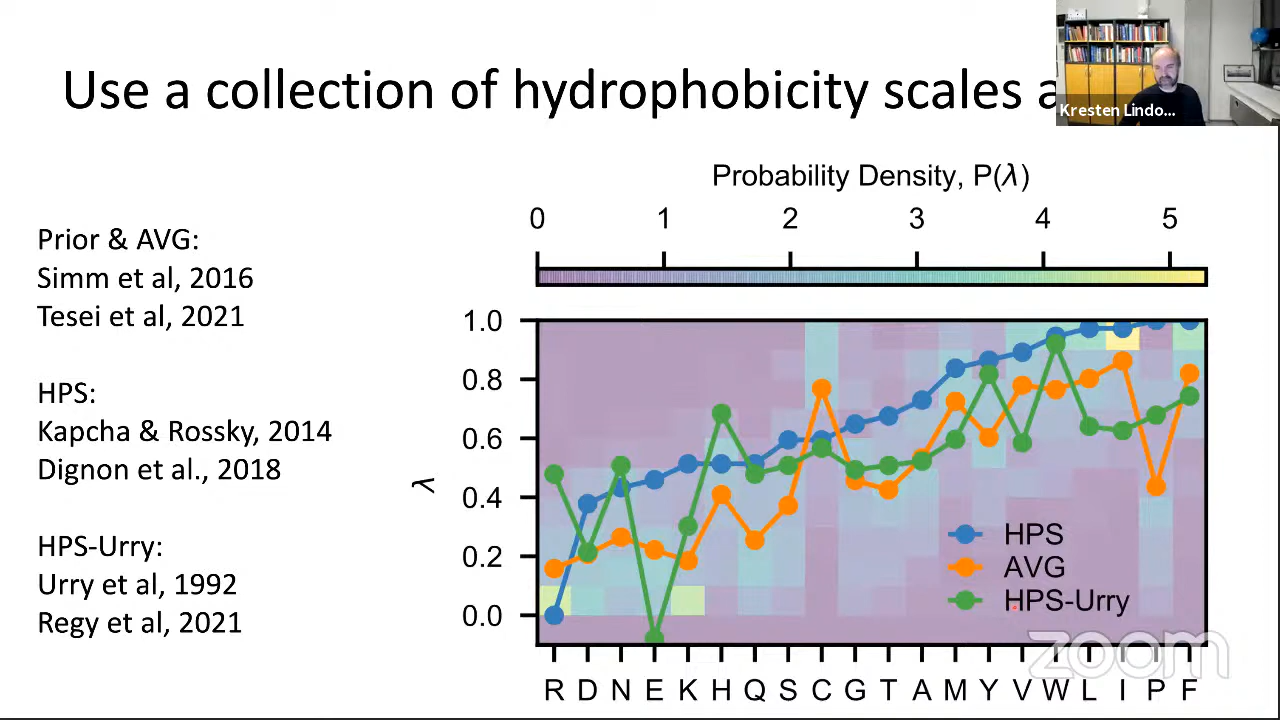 Use a collection of hydrophobicity scales a
Kresten Lindo...
Prior & AVG:
Simm et al, 2016
Tesei et al, 2021
HPS:
Kapcha & Rossky, 2014
Dignon et al., 2018
HPS-Urry:
Urry et al, 1992
Regy et al, 2021
Probability Density, P(λ)
0 1 2 3 4 5
1.0
0.8
0.6
0.4
0.2
0.0
λ
HPS
AVG
HPS-Urry
R D N E K H Q S C G T A M Y V W L I P F
zoom